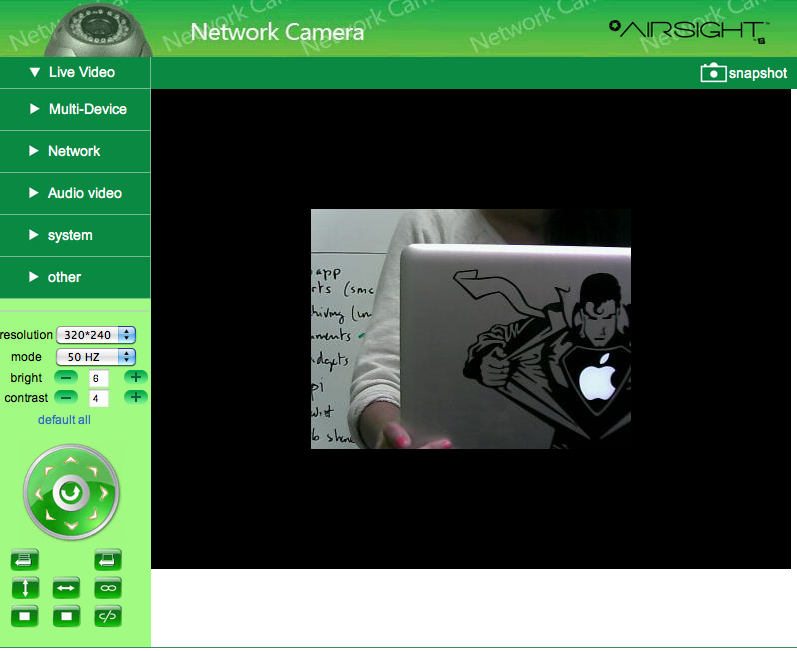 Network Camera
AIRSIGHT
snapshot
Live Video
Multi-Device
Network
Audio video
system
other
resolution 320*240
mode 50 HZ
bright 6
contrast 4
default all
app